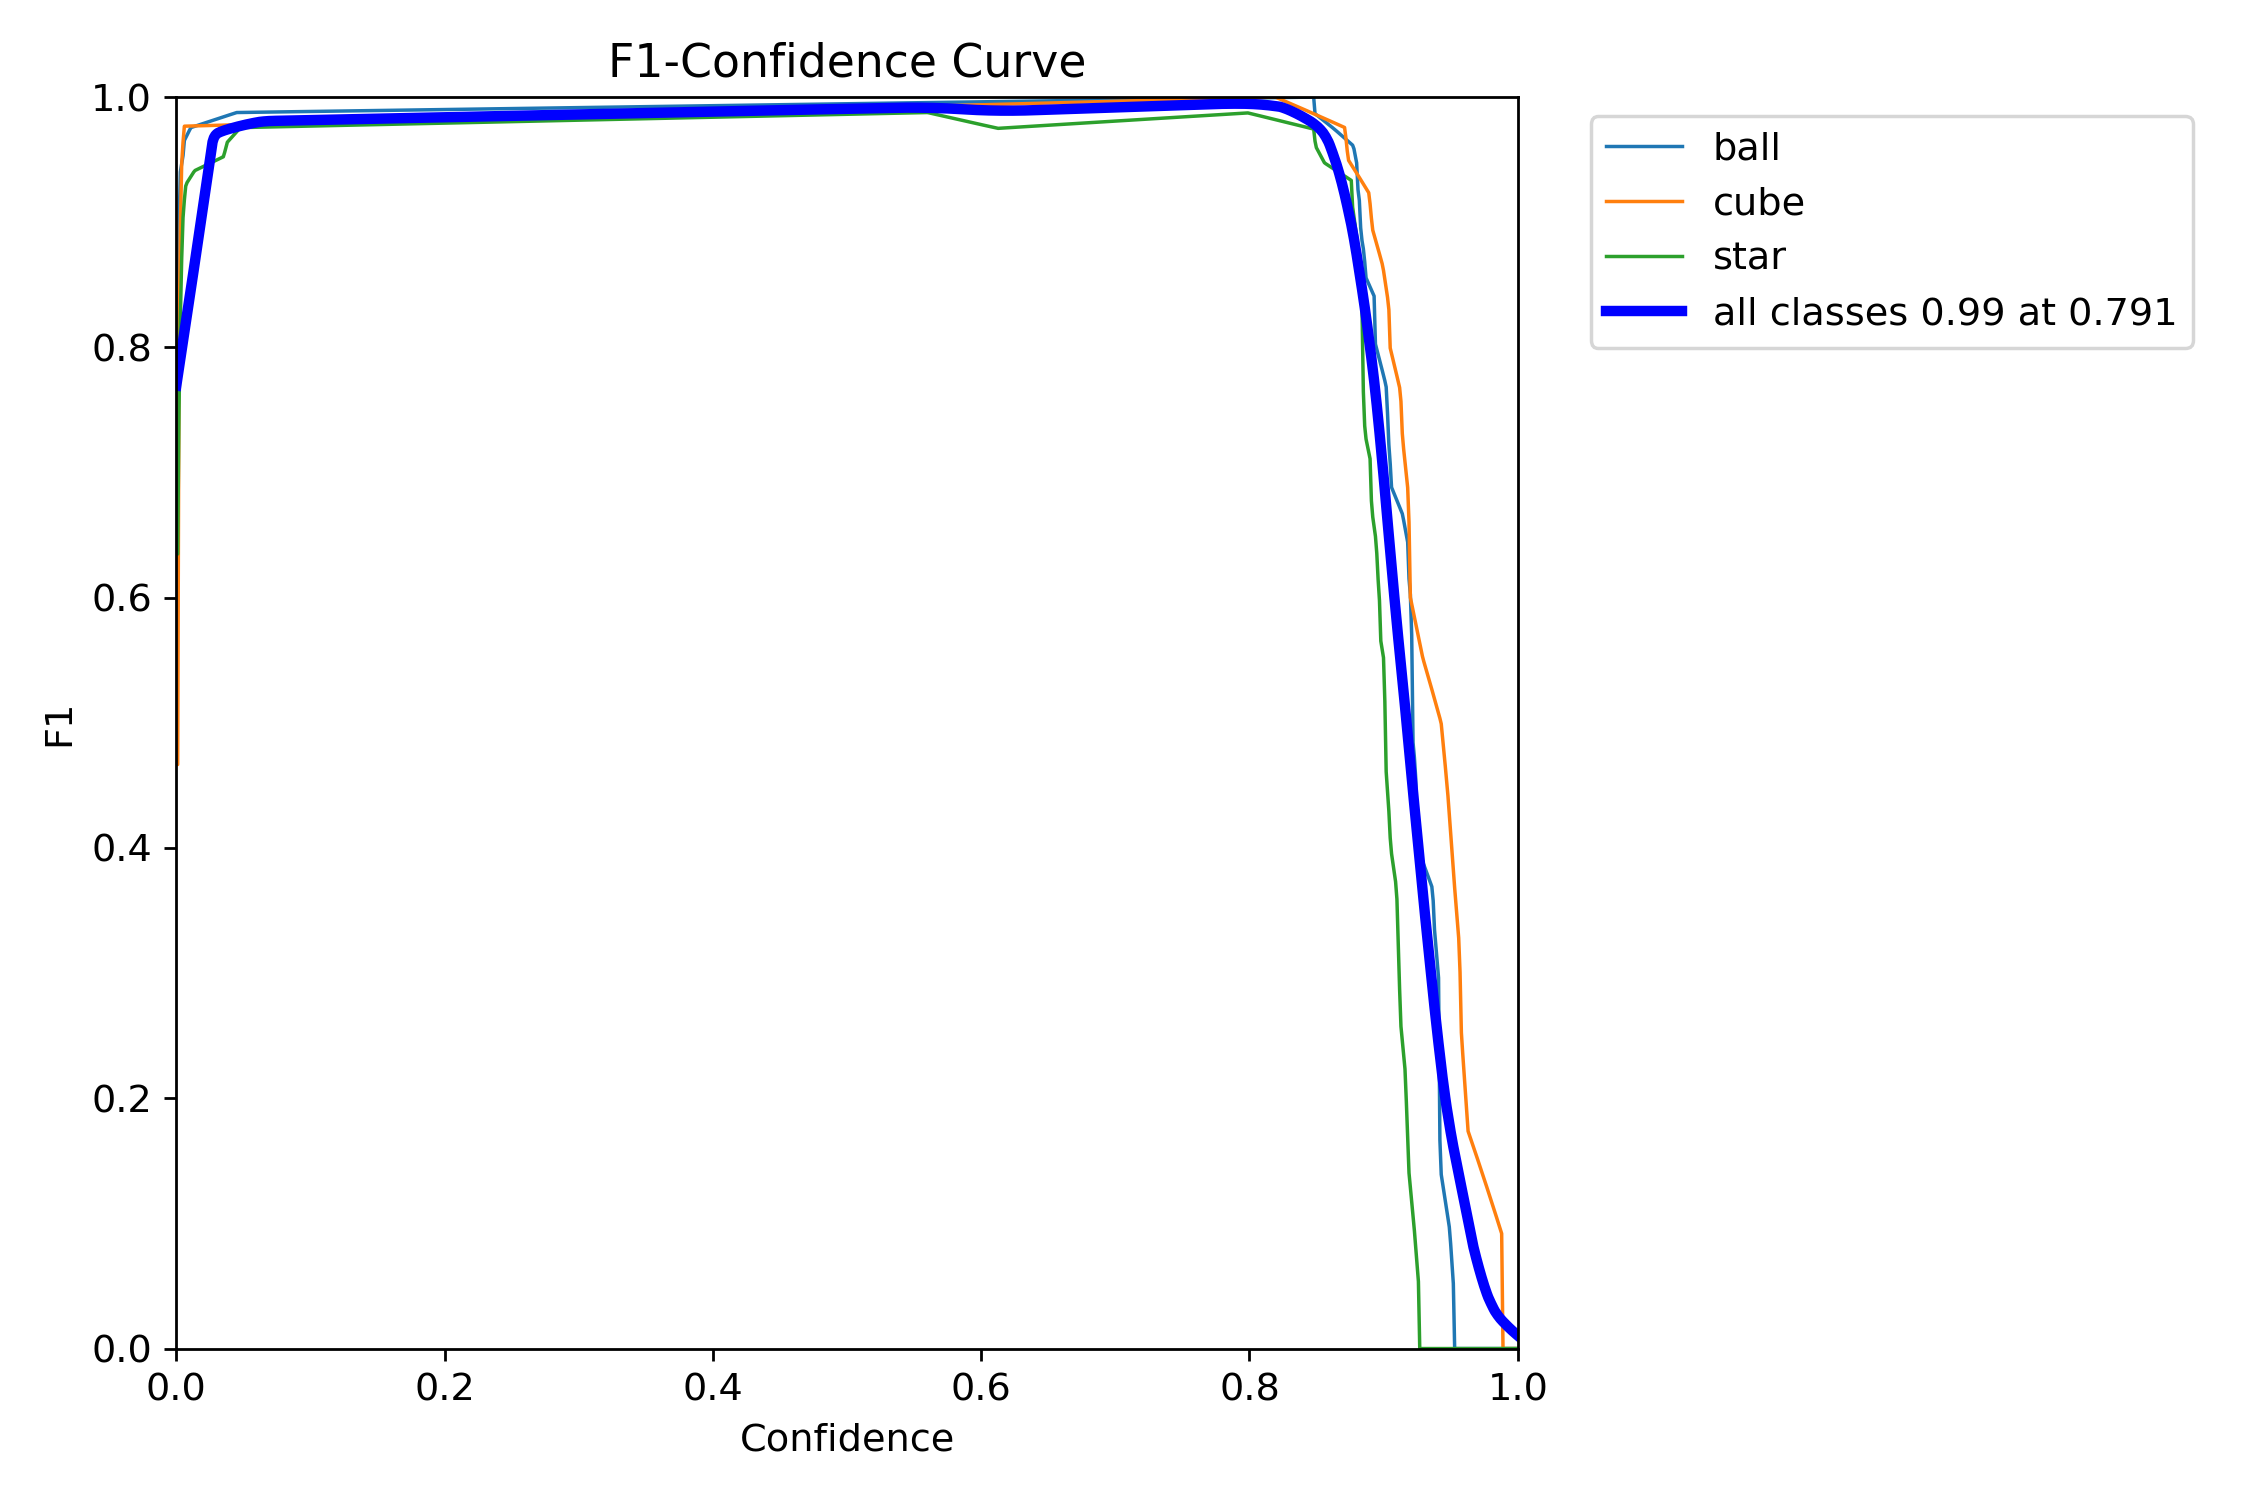 F1-Confidence Curve
1.0
0.8
0.6
0.4
0.2
0.0
F1
0.0 0.2 0.4 0.6 0.8 1.0
Confidence
ball
cube
star
all classes 0.99 at 0.791